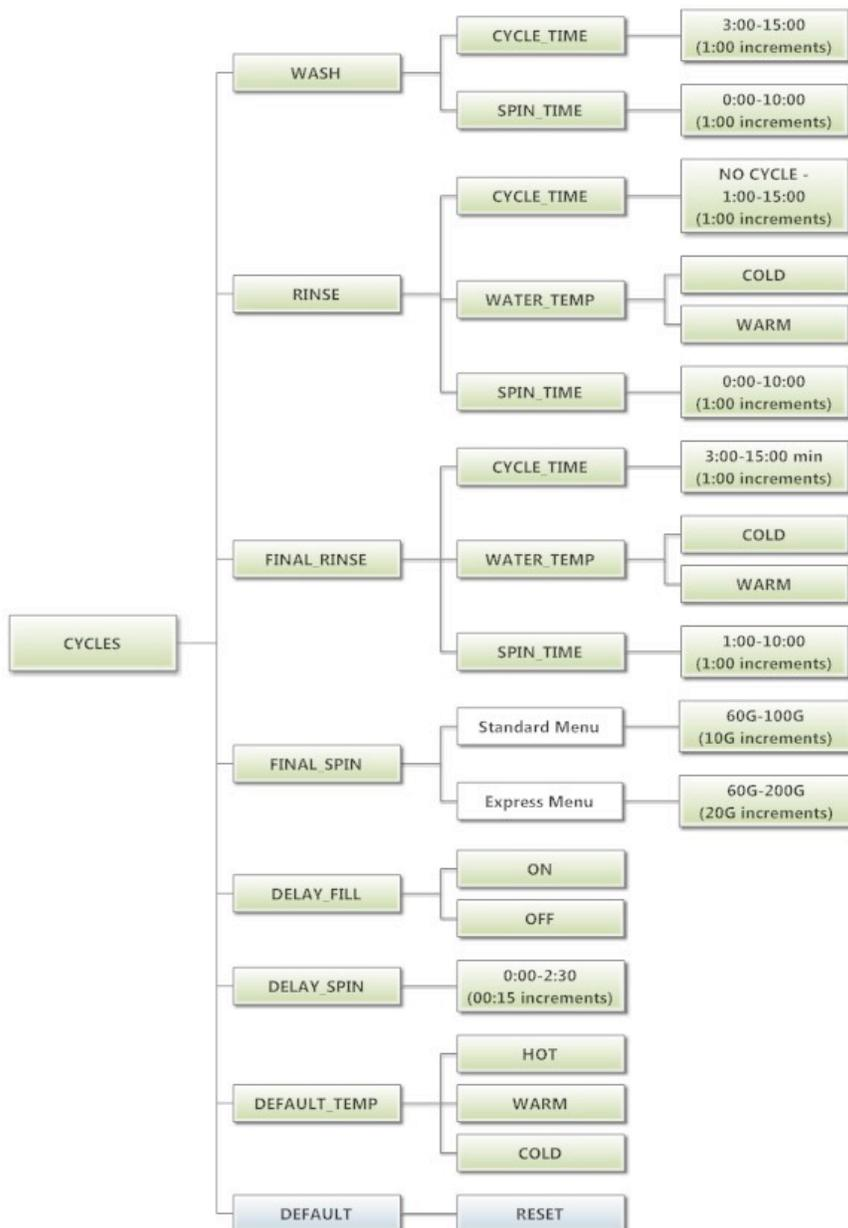 CYCLES
WASH
CYCLE_TIME
3:00-15:00
(1:00 increments)
SPIN_TIME
0:00-10:00
(1:00 increments)
RINSE
CYCLE_TIME
NO CYCLE -
1:00-15:00
(1:00 increments)
WATER_TEMP
COLD
WARM
SPIN_TIME
0:00-10:00
(1:00 increments)
FINAL_RINSE
CYCLE_TIME
3:00-15:00 min
(1:00 increments)
WATER_TEMP
COLD
WARM
SPIN_TIME
1:00-10:00
(1:00 increments)
FINAL_SPIN
Standard Menu
60G-100G
(10G increments)
Express Menu
60G-200G
(20G increments)
DELAY_FILL
ON
OFF
DELAY_SPIN
0:00-2:30
(00:15 increments)
DEFAULT_TEMP
HOT
WARM
COLD
DEFAULT
RESET